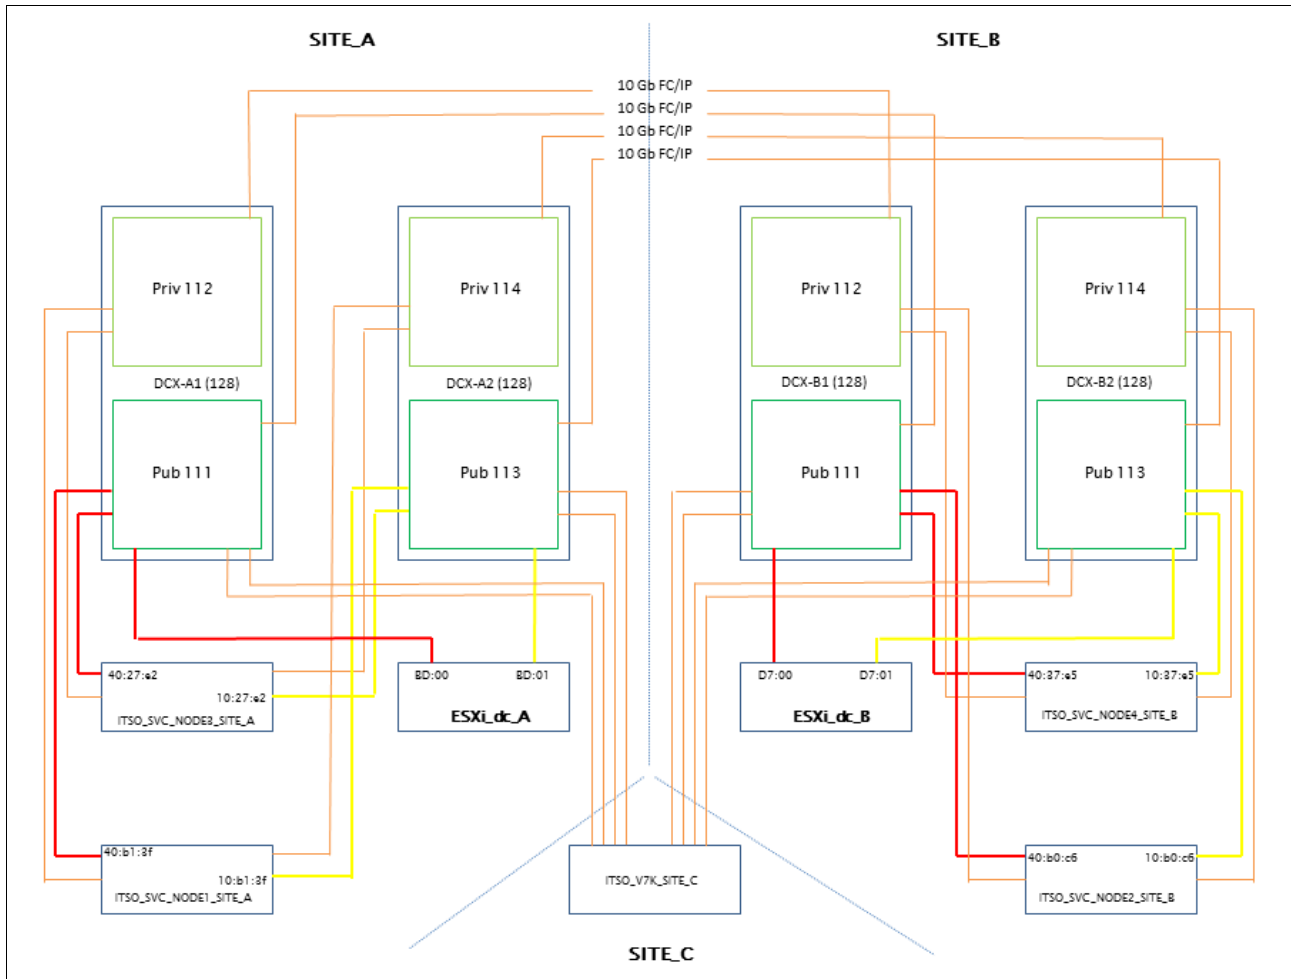 SITE_A
SITE_B
10 Gb FC/IP
10 Gb FC/IP
10 Gb FC/IP
10 Gb FC/IP
Priv 112
Priv 114
Priv 112
Priv 114
DCX-A1 (128)
DCX-A2 (128)
DCX-B1 (128)
DCX-B2 (128)
Pub 111
Pub 113
Pub 111
Pub 113
40:27:e2
10:27:e2
ITSO_SVC_NODE3_SITE_A
BD:00
BD:01
ESXi_dc_A
D7:00
D7:01
ESXi_dc_B
40:37:e5
10:37:e5
ITSO_SVC_NODE4_SITE_B
40:b1:3f
10:b1:3f
ITSO_SVC_NODE1_SITE_A
ITSO_V7K_SITE_C
40:b0:c6
10:b0:c6
ITSO_SVC_NODE2_SITE_B
SITE_C